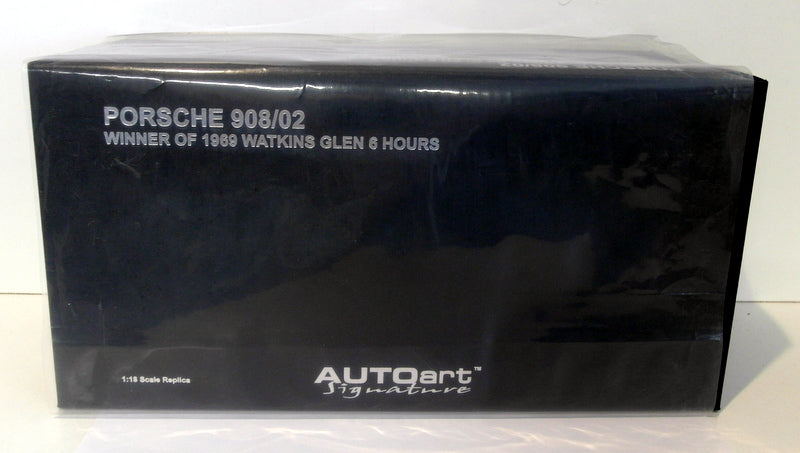 PORSCHE 908/02
WINNER OF 1969 WATKINS GLEN 6 HOURS
1:18 Scale Replica
AUTOart™
Signature